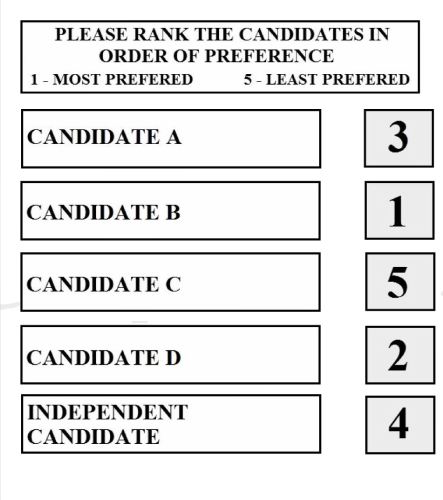 PLEASE RANK THE CANDIDATES IN
ORDER OF PREFERENCE
1 - MOST PREFERED 5 - LEAST PREFERED
CANDIDATE A 3
CANDIDATE B 1
CANDIDATE C 5
CANDIDATE D 2
INDEPENDENT
CANDIDATE 4